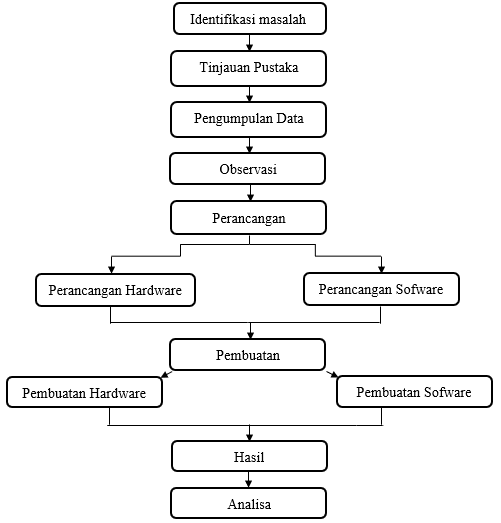 Identifikasi masalah
Tinjauan Pustaka
Pengumpulan Data
Observasi
Perancangan
Perancangan Hardware
Perancangan Sofware
Pembuatan
Pembuatan Hardware
Pembuatan Sofware
Hasil
Analisa